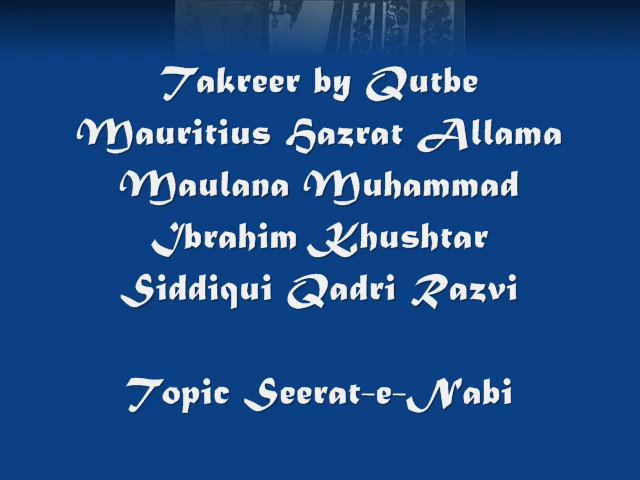 Takreer by Qutbe
Mauritius Hazrat Allama
Maulana Muhammad
Ibrahim Khushtar
Siddiqui Qadri Razvi
Topic Seerat-e-Nabi